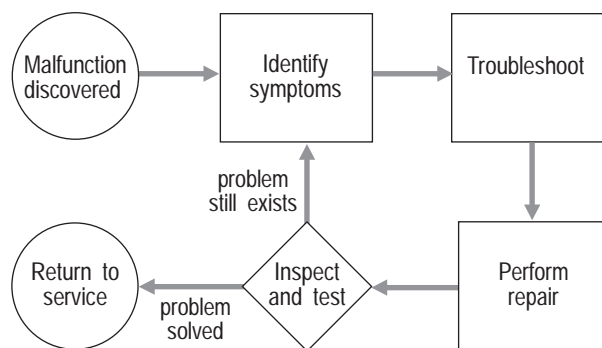 Malfunction
discovered
Identify
symptoms
Troubleshoot
problem
still exists
Return to
service
problem
solved
Inspect
and test
Perform
repair